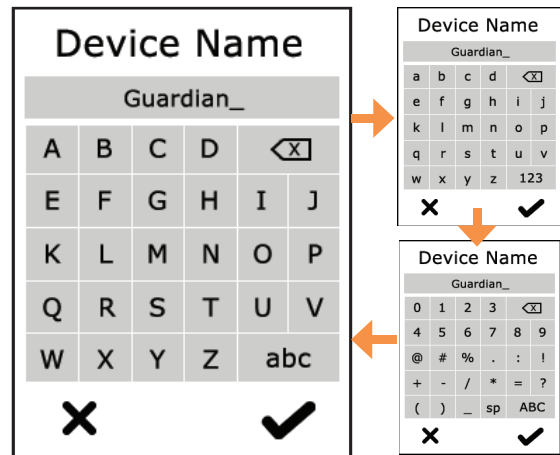 Device Name
Guardian_
A B C D X
E F G H I J
K L M N O P
Q R S T U V
W X Y Z abc
Device Name
Guardian_
a b c d X
e f g h i j
k l m n o p
q r s t u v
w x y z 123
Device Name
Guardian_
0 1 2 3 X
4 5 6 7 8 9
@ # % . : !
+ - / * = ?
( ) _ sp ABC